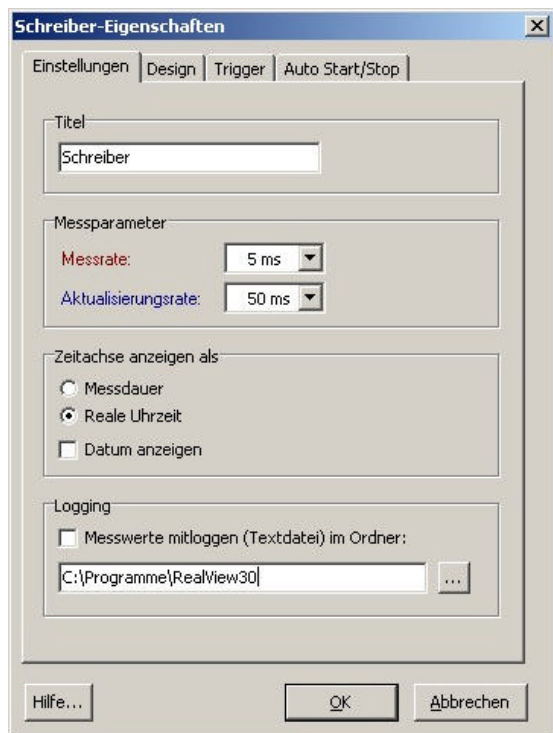 Schreiber-Eigenschaften
Einstellungen Design Trigger Auto Start/Stop
Titel
Schreiber
Messparameter
Messrate: 5 ms
Aktualisierungsrate: 50 ms
Zeitachse anzeigen als
Messdauer
Reale Uhrzeit
Datum anzeigen
Logging
Messwerte mitloggen (Textdatei) im Ordner:
C:\Programme\RealView30
...
Hilfe... OK Abbrechen